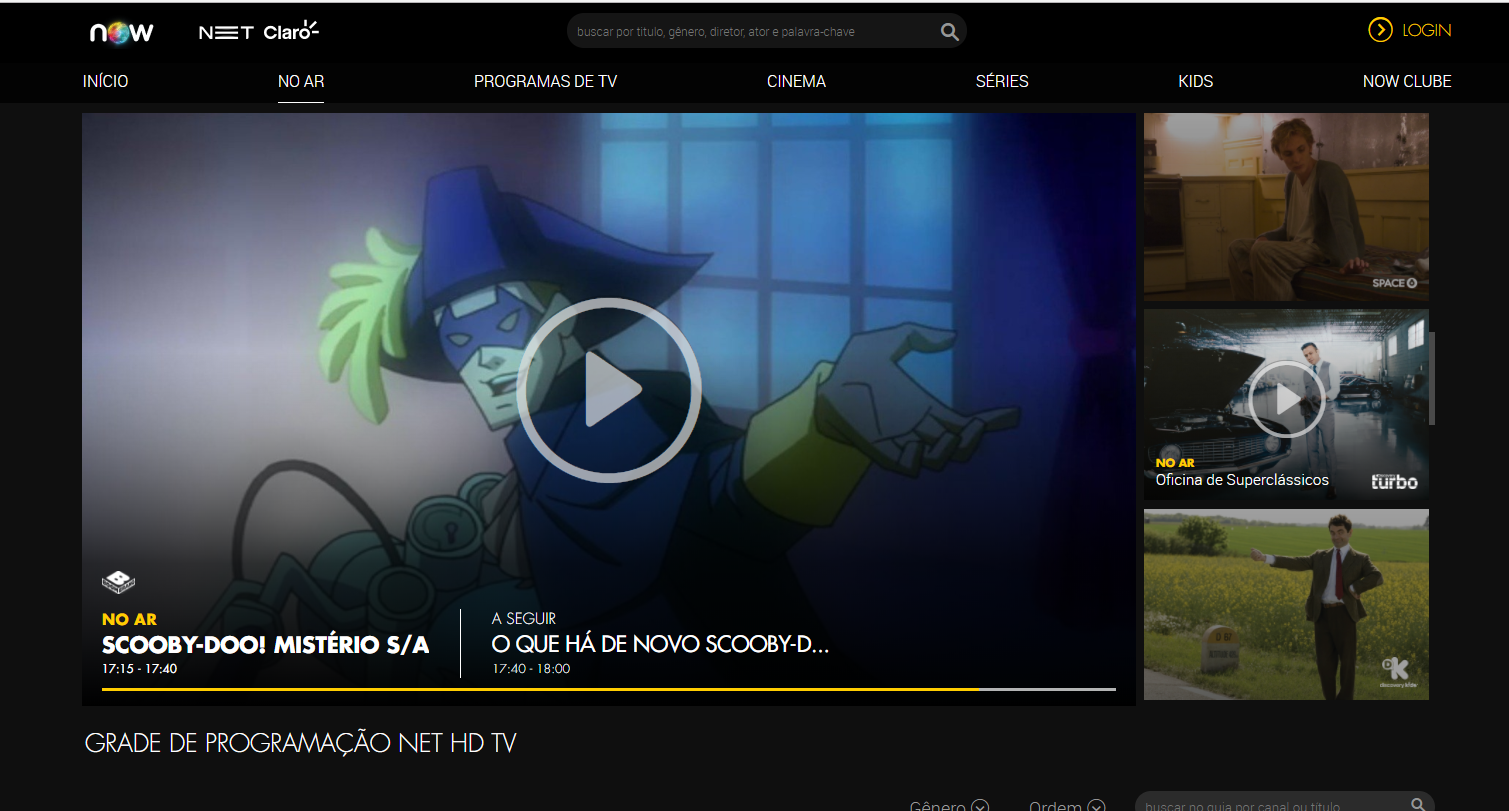 now
NET Claro
buscar por título, gênero, diretor, ator e palavra-chave
LOGIN
INÍCIO
NO AR
PROGRAMAS DE TV
CINEMA
SÉRIES
KIDS
NOW CLUBE
SPACE
NO AR
Oficina de Superclássicos
turbo
K
discovery kids
BOOMERANG
NO AR
SCOOBY-DOO! MISTÉRIO S/A
17:15 - 17:40
A SEGUIR
O QUE HÁ DE NOVO SCOOBY-D...
17:40 - 18:00
GRADE DE PROGRAMAÇÃO NET HD TV
Gênero
Ordem
buscar no guia por canal ou título